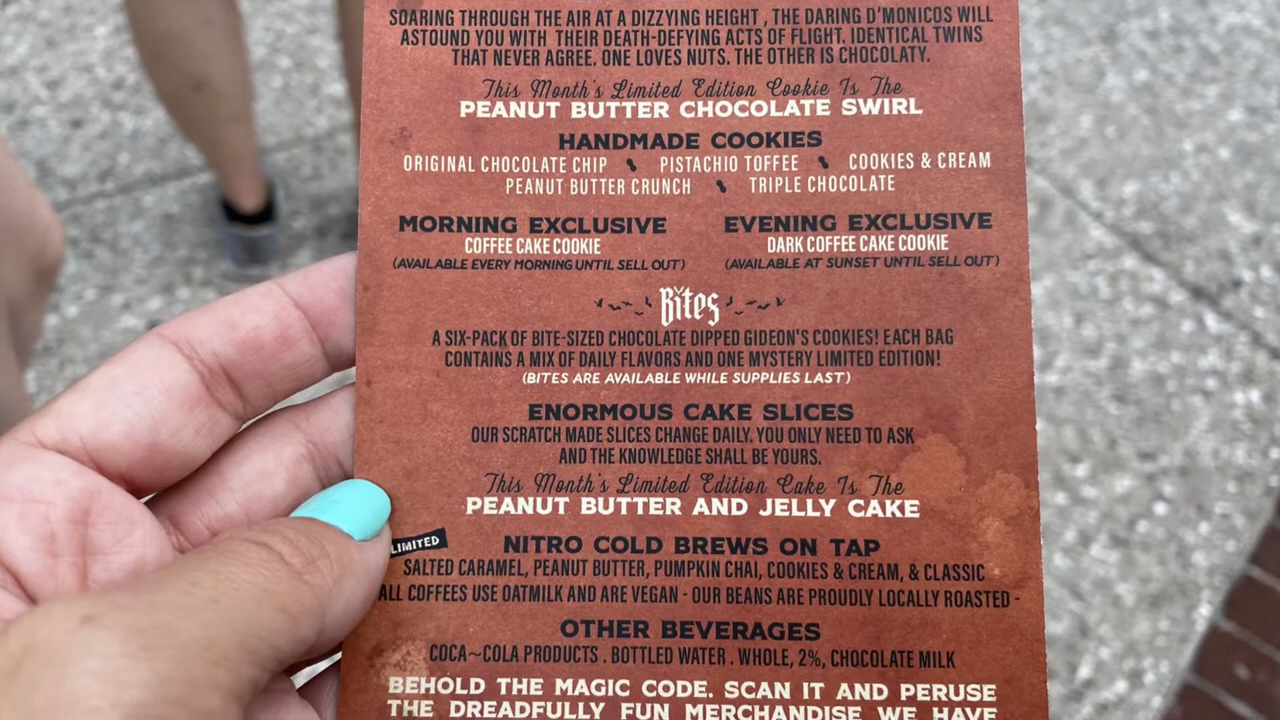 SOARING THROUGH THE AIR AT A DIZZYING HEIGHT, THE DARING D'MONICOS WILL
ASTOUND YOU WITH THEIR DEATH-DEFYING ACTS OF FLIGHT. IDENTICAL TWINS
THAT NEVER AGREE. ONE LOVES NUTS. THE OTHER IS CHOCOLATY.
This Month's Limited Edition Cookie Is The
PEANUT BUTTER CHOCOLATE SWIRL
HANDMADE COOKIES
ORIGINAL CHOCOLATE CHIP PISTACHIO TOFFEE COOKIES & CREAM
PEANUT BUTTER CRUNCH TRIPLE CHOCOLATE
MORNING EXCLUSIVE
COFFEE CAKE COOKIE
(AVAILABLE EVERY MORNING UNTIL SELL OUT)
EVENING EXCLUSIVE
DARK COFFEE CAKE COOKIE
(AVAILABLE AT SUNSET UNTIL SELL OUT)
Bites
A SIX-PACK OF BITE-SIZED CHOCOLATE DIPPED GIDEON'S COOKIES! EACH BAG
CONTAINS A MIX OF DAILY FLAVORS AND ONE MYSTERY LIMITED EDITION!
(BITES ARE AVAILABLE WHILE SUPPLIES LAST)
ENORMOUS CAKE SLICES
OUR SCRATCH MADE SLICES CHANGE DAILY. YOU ONLY NEED TO ASK
AND THE KNOWLEDGE SHALL BE YOURS.
This Month's Limited Edition Cake Is The
PEANUT BUTTER AND JELLY CAKE
LIMITED
NITRO COLD BREWS ON TAP
SALTED CARAMEL, PEANUT BUTTER, PUMPKIN CHAI, COOKIES & CREAM, & CLASSIC
ALL COFFEES USE OATMILK AND ARE VEGAN - OUR BEANS ARE PROUDLY LOCALLY ROASTED -
OTHER BEVERAGES
COCA~COLA PRODUCTS . BOTTLED WATER . WHOLE, 2%, CHOCOLATE MILK
BEHOLD THE MAGIC CODE. SCAN IT AND PERUSE
THE DREADFULLY FUN MERCHANDISE WE HAVE